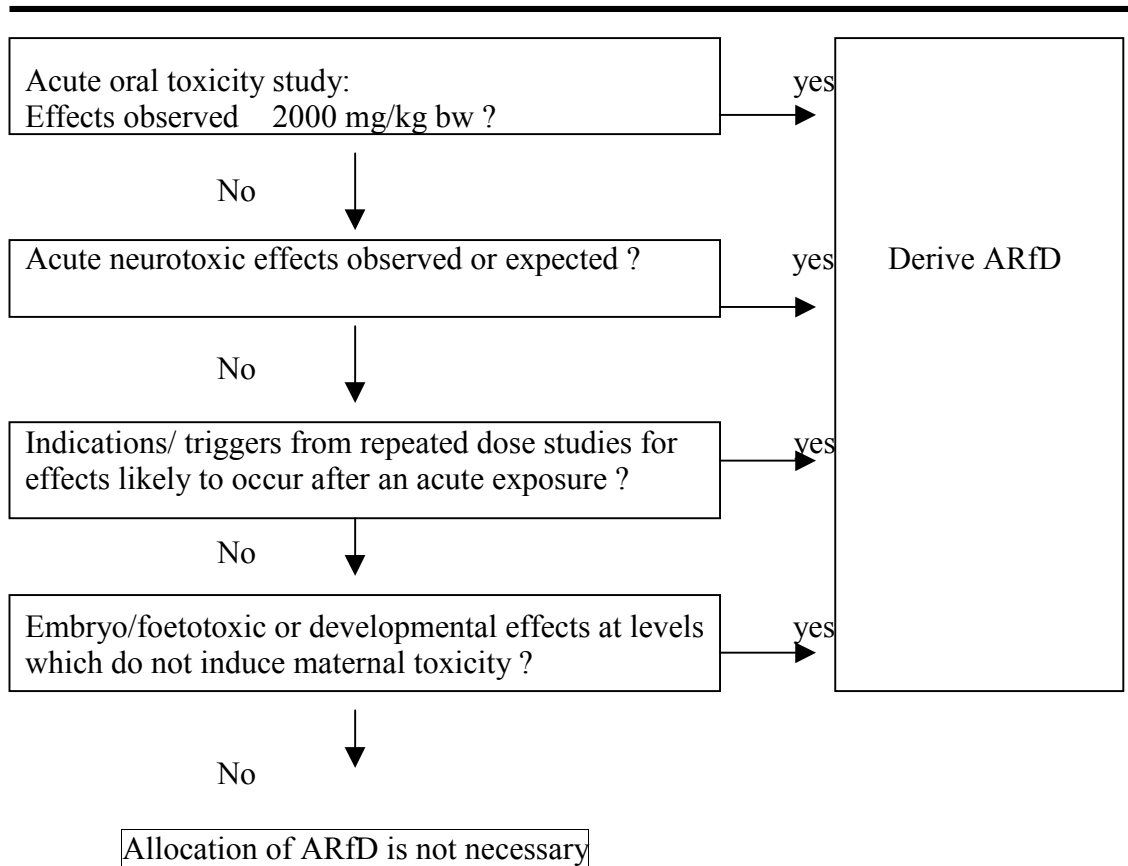 Acute oral toxicity study:
Effects observed 2000 mg/kg bw ?
yes
No
Acute neurotoxic effects observed or expected ?
yes
Derive ARfD
No
Indications/ triggers from repeated dose studies for
effects likely to occur after an acute exposure ?
yes
No
Embryo/foetotoxic or developmental effects at levels
which do not induce maternal toxicity ?
yes
No
Allocation of ARfD is not necessary